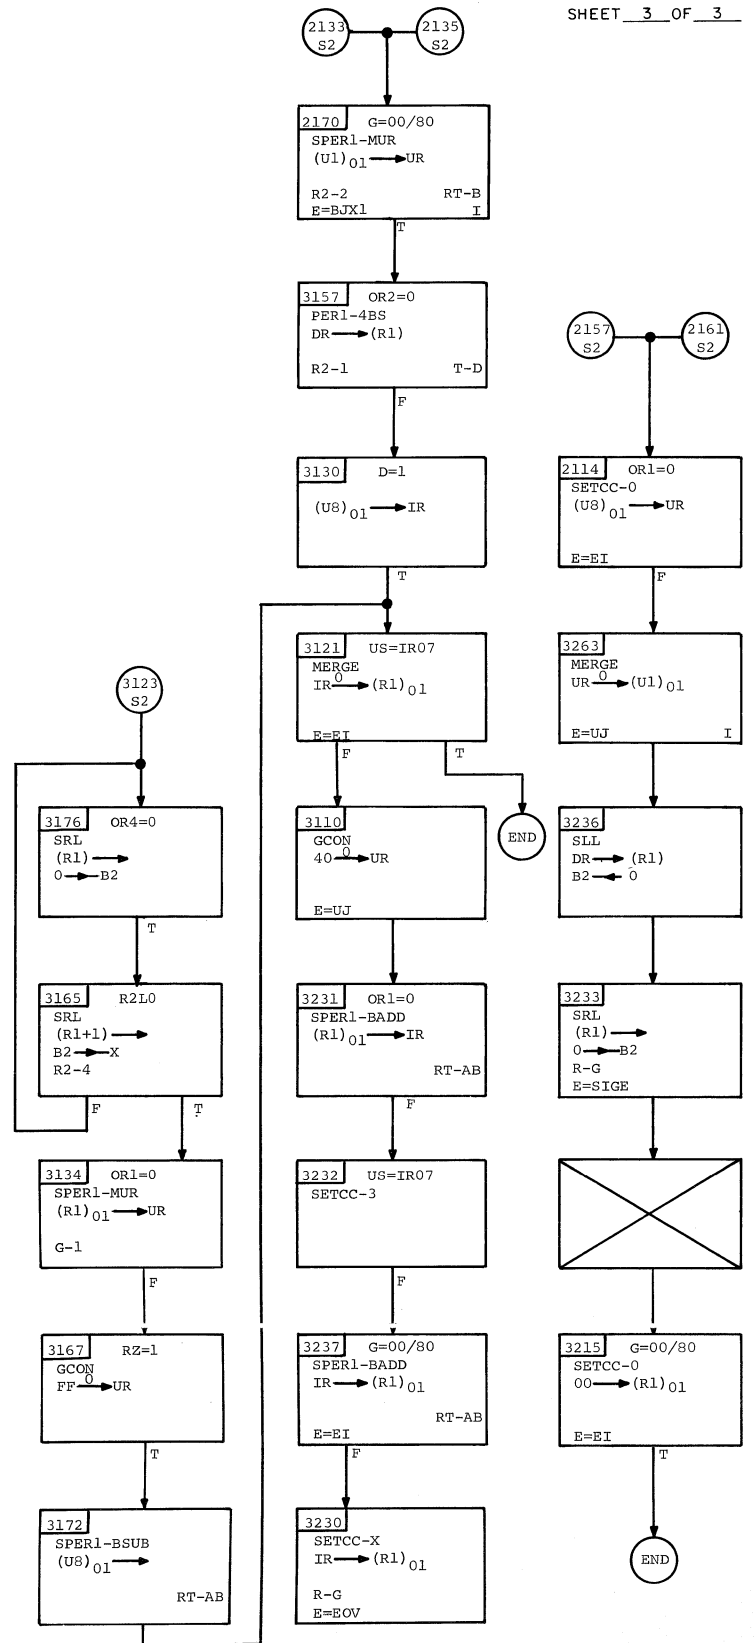 SHEET 3 OF 3
2133
S2
2135
S2
2170 G=00/80
SPER1-MUR
(U1)01 → UR
R2-2 RT-B
E=BJX1 I
T
3157 OR2=0
PER1-4BS
DR → (R1)
R2-1 T-D
F
3130 D=1
(U8)01 → IR
T
3121 US=IR07
MERGE
IR 0 → (R1)01
E=EI
F
T
END
3110
GCON
40 0 → UR
E=UJ
3231 OR1=0
SPER1-BADD
(R1)01 → IR
RT-AB
F
3232 US=IR07
SETCC-3
F
3237 G=00/80
SPER1-BADD
IR → (R1)01
RT-AB
E=EI
F
3230
SETCC-X
IR → (R1)01
R-G
E=EOV
3123
S2
3176 OR4=0
SRL
(R1) →
0 → B2
T
3165 R2L0
SRL
(R1+1) →
B2 → X
R2-4
F
T
3134 OR1=0
SPER1-MUR
(R1)01 → UR
G-1
F
3167 RZ=1
GCON
FF 0 → UR
T
3172
SPER1-BSUB
(U8)01 →
RT-AB
2157
S2
2161
S2
2114 OR1=0
SETCC-0
(U8)01 → UR
E=EI
F
3263
MERGE
UR 0 → (U1)01
E=UJ I
3236
SLL
DR → (R1)
B2 ← 0
3233
SRL
(R1) →
0 → B2
R-G
E=SIGE
3215 G=00/80
SETCC-0
00 → (R1)01
E=EI
T
END